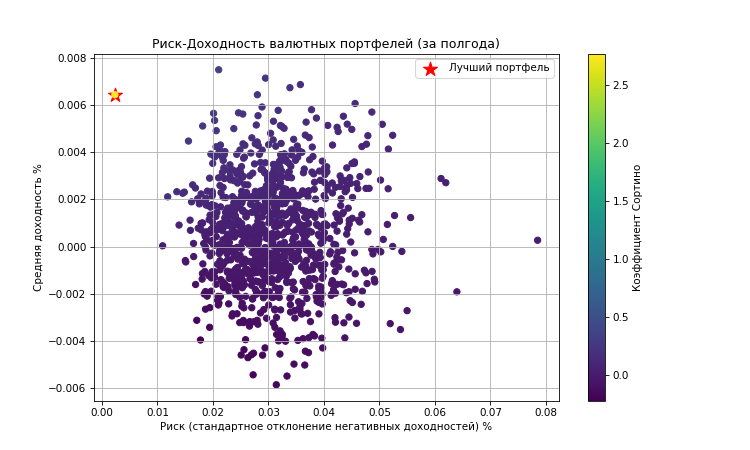 Риск-Доходность валютных портфелей (за полгода)
Лучший портфель
Средняя доходность %
0.008
0.006
0.004
0.002
0.000
−0.002
−0.004
−0.006
0.00 0.01 0.02 0.03 0.04 0.05 0.06 0.07 0.08
Риск (стандартное отклонение негативных доходностей) %
2.5
2.0
1.5
1.0
0.5
0.0
Коэффициент Сортино